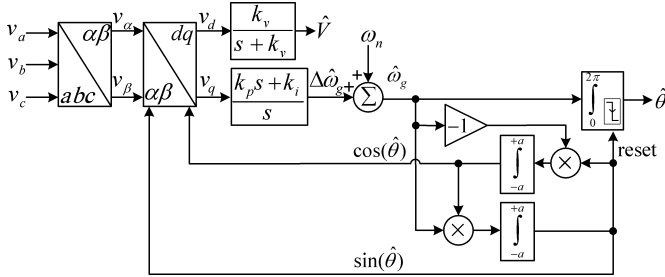 v_a
v_b
v_c
αβ
abc
v_α
v_β
dq
αβ
v_d
v_q
k_v
s + k_v
V̂
k_p s + k_i
s
Δω̂_g
+
+
Σ
ω_n
ω̂_g
2π
∫
0
θ̂
reset
−1
cos(θ̂)
+a
∫
−a
×
×
+a
∫
−a
sin(θ̂)